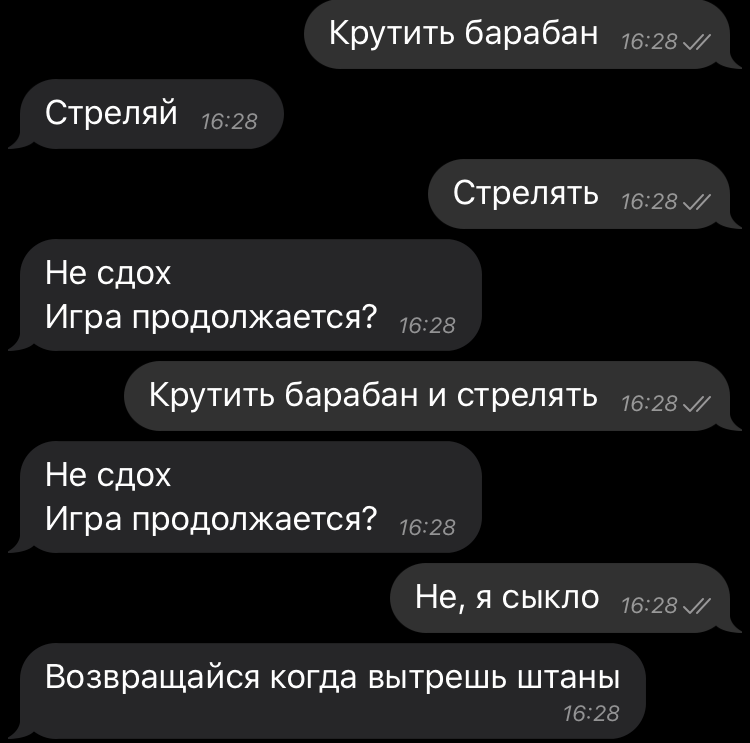 Крутить барабан 16:28
Стреляй 16:28
Стрелять 16:28
Не сдох
Игра продолжается? 16:28
Крутить барабан и стрелять 16:28
Не сдох
Игра продолжается? 16:28
Не, я сыкло 16:28
Возвращайся когда вытрешь штаны
16:28